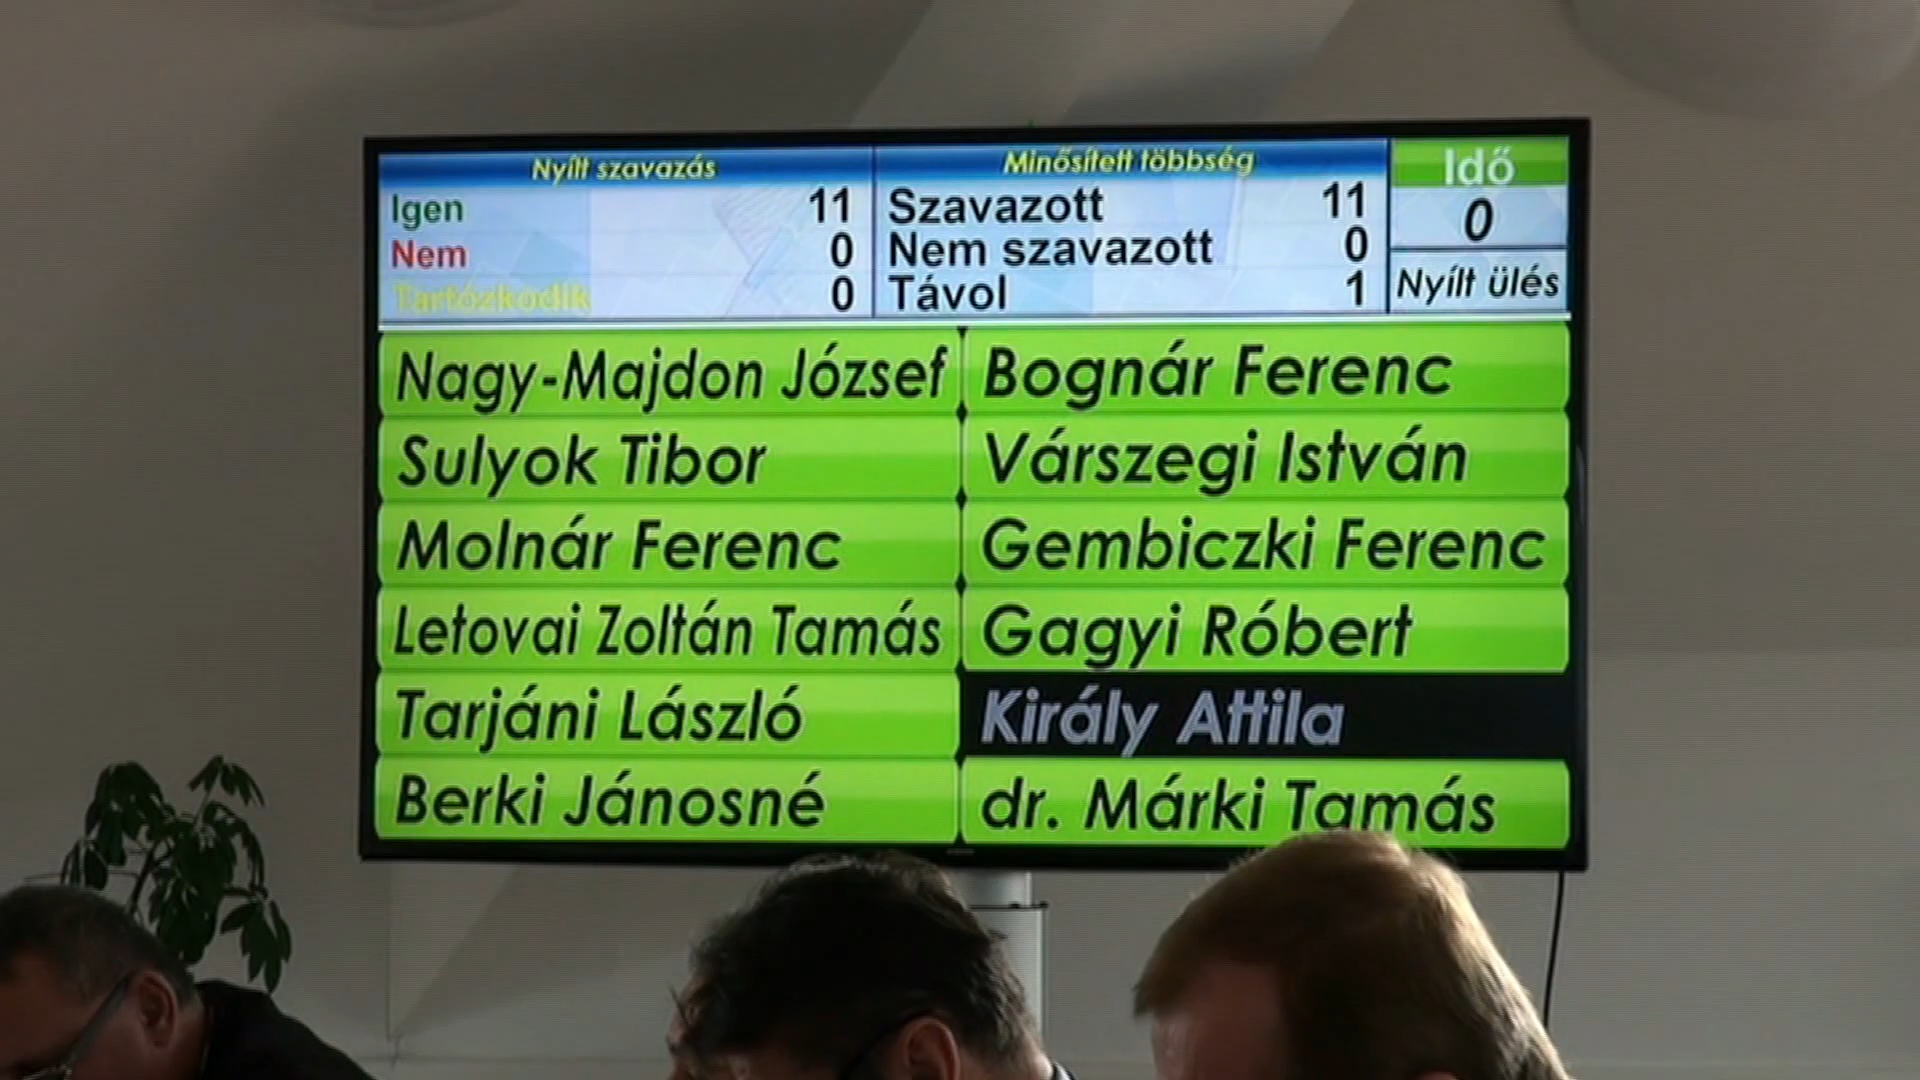 Nyílt szavazás
Igen 11
Nem 0
Tartózkodik 0
Minősített többség
Szavazott 11
Nem szavazott 0
Távol 1
Idő
0
Nyílt ülés
Nagy-Majdon József
Bognár Ferenc
Sulyok Tibor
Várszegi István
Molnár Ferenc
Gembiczki Ferenc
Letovai Zoltán Tamás
Gagyi Róbert
Tarjáni László
Király Attila
Berki Jánosné
dr. Márki Tamás